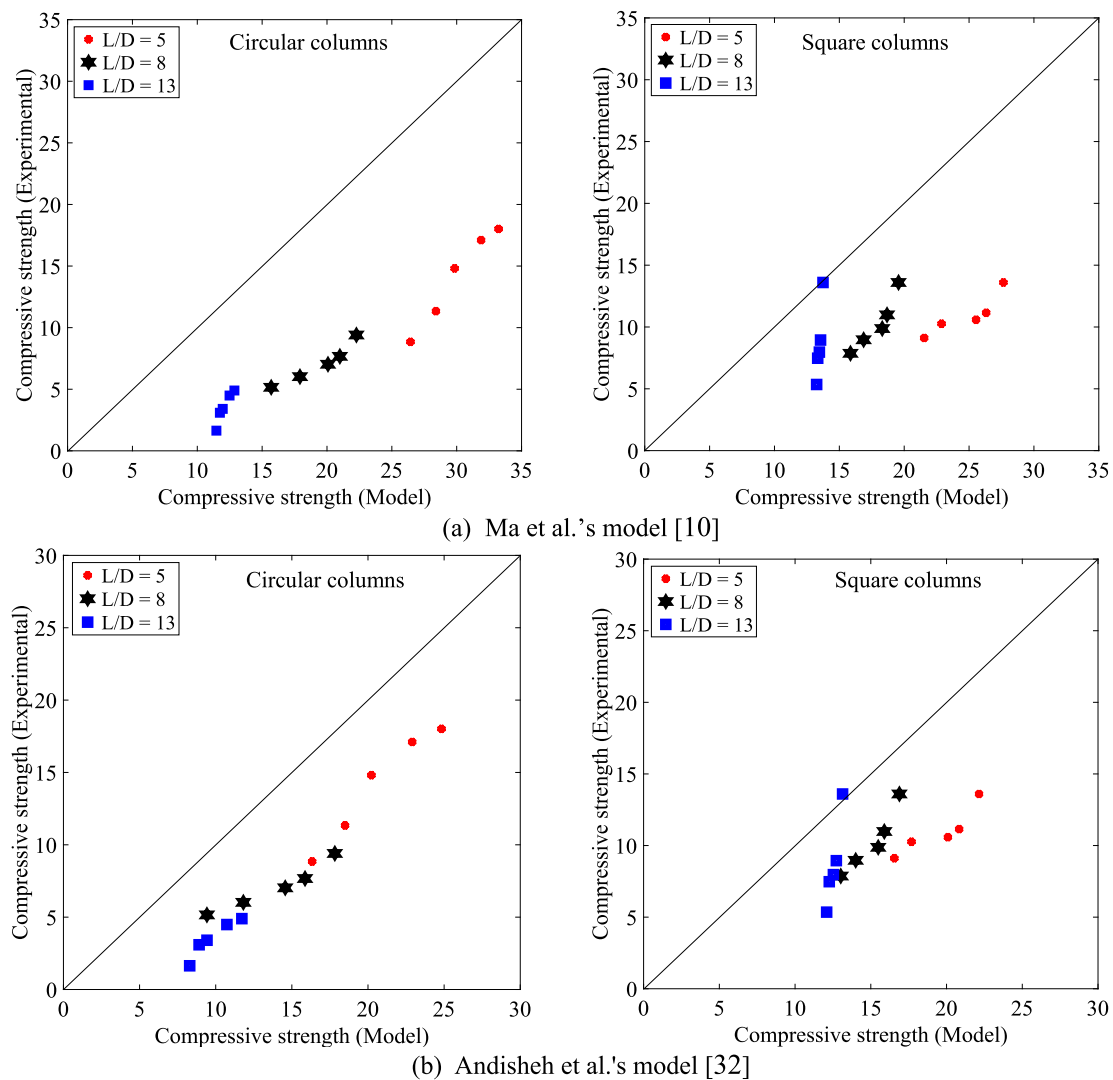 Circular columns
L/D = 5
L/D = 8
L/D = 13
Compressive strength (Experimental)
35
30
25
20
15
10
5
0
0 5 10 15 20 25 30 35
Compressive strength (Model)
Square columns
L/D = 5
L/D = 8
L/D = 13
Compressive strength (Experimental)
35
30
25
20
15
10
5
0
0 5 10 15 20 25 30 35
Compressive strength (Model)
(a) Ma et al.’s model [10]
Circular columns
L/D = 5
L/D = 8
L/D = 13
Compressive strength (Experimental)
30
25
20
15
10
5
0
0 5 10 15 20 25 30
Compressive strength (Model)
Square columns
L/D = 5
L/D = 8
L/D = 13
Compressive strength (Experimental)
30
25
20
15
10
5
0
0 5 10 15 20 25 30
Compressive strength (Model)
(b) Andisheh et al.'s model [32]